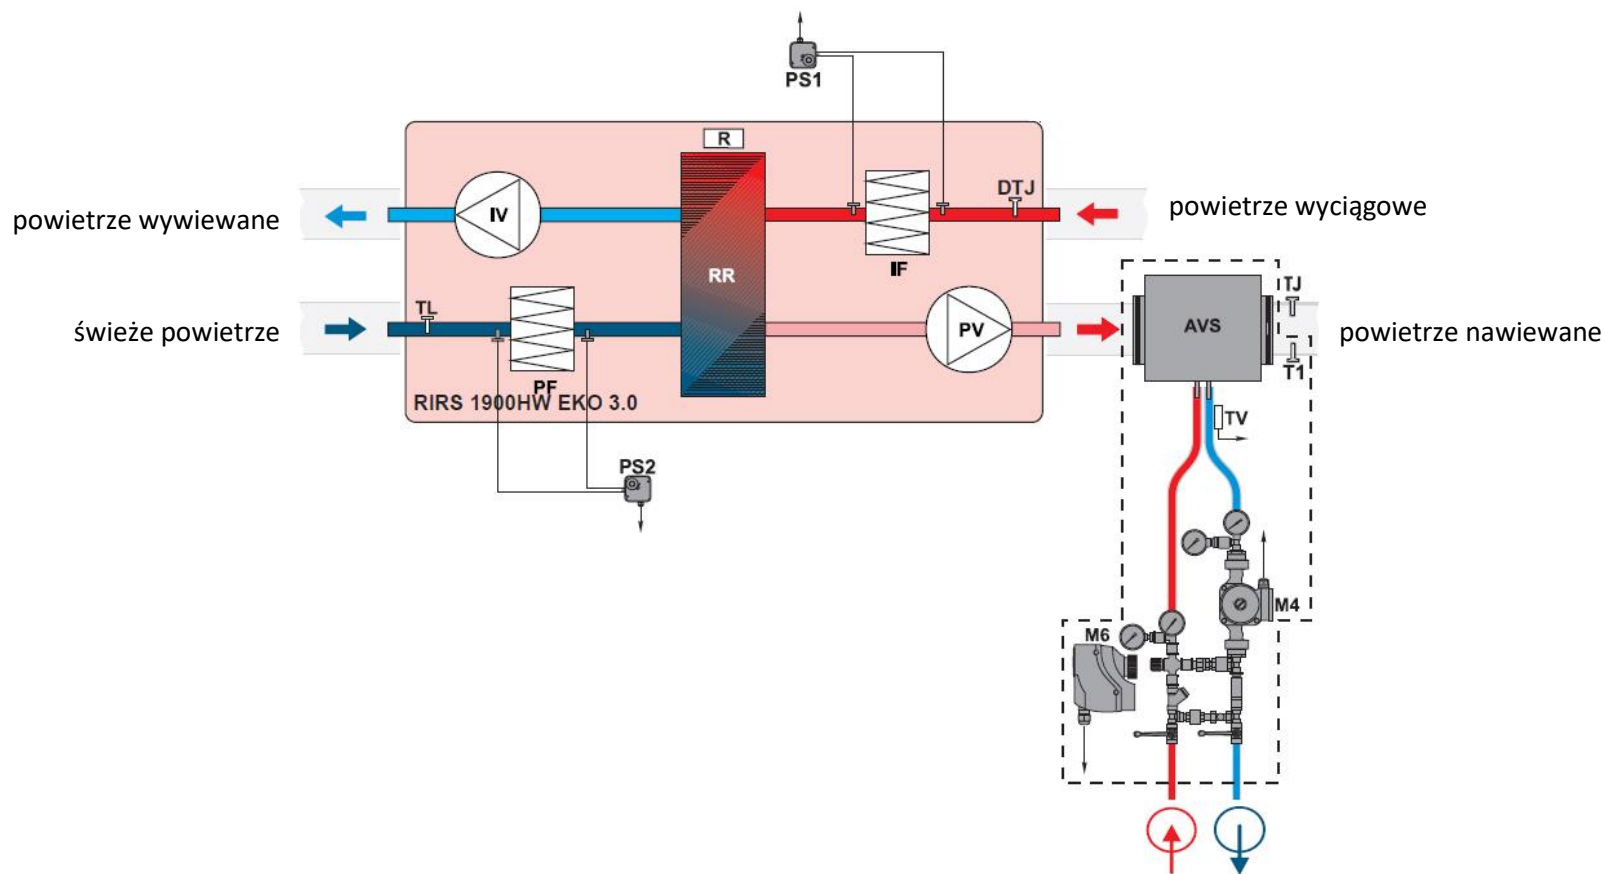 PS1
R
DTJ
powietrze wywiewane
IV
powietrze wyciągowe
IF
RR
TL
TJ
świeże powietrze
PV
AVS
powietrze nawiewane
T1
PF
RIRS 1900HW EKO 3.0
TV
PS2
M4
M6